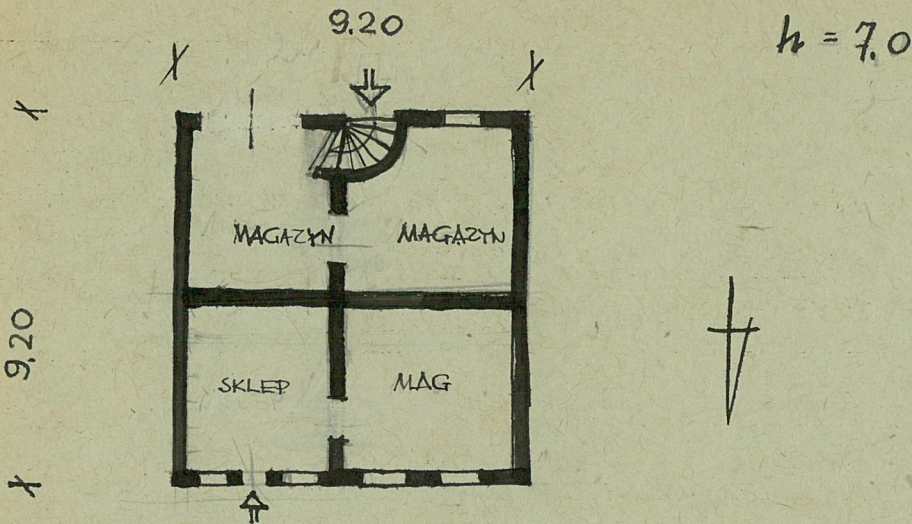 9.20
h = 7.0
MAGAZYN
MAGAZYN
9.20
SKLEP
MAG